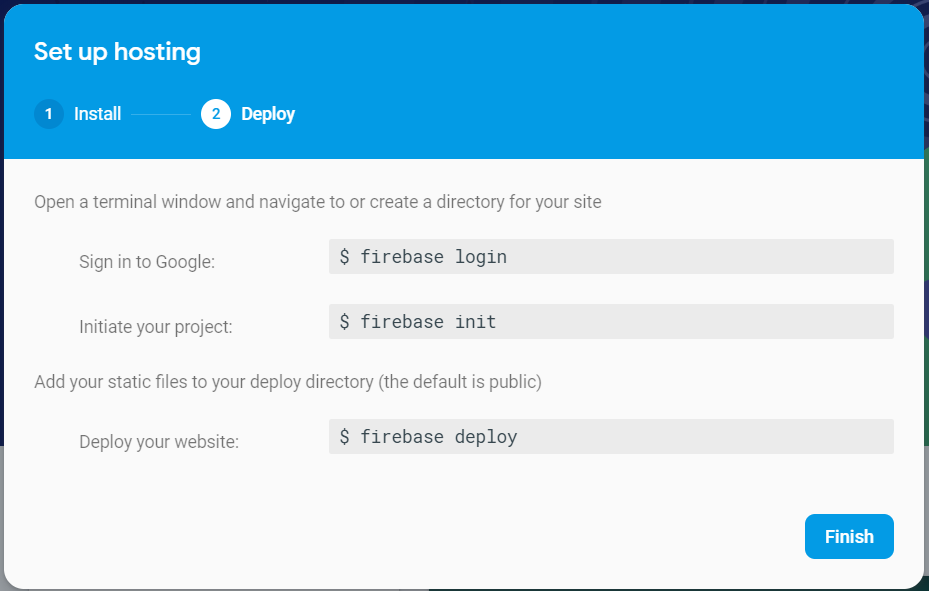 Set up hosting
1 Install 2 Deploy
Open a terminal window and navigate to or create a directory for your site
Sign in to Google: $ firebase login
Initiate your project: $ firebase init
Add your static files to your deploy directory (the default is public)
Deploy your website: $ firebase deploy
Finish